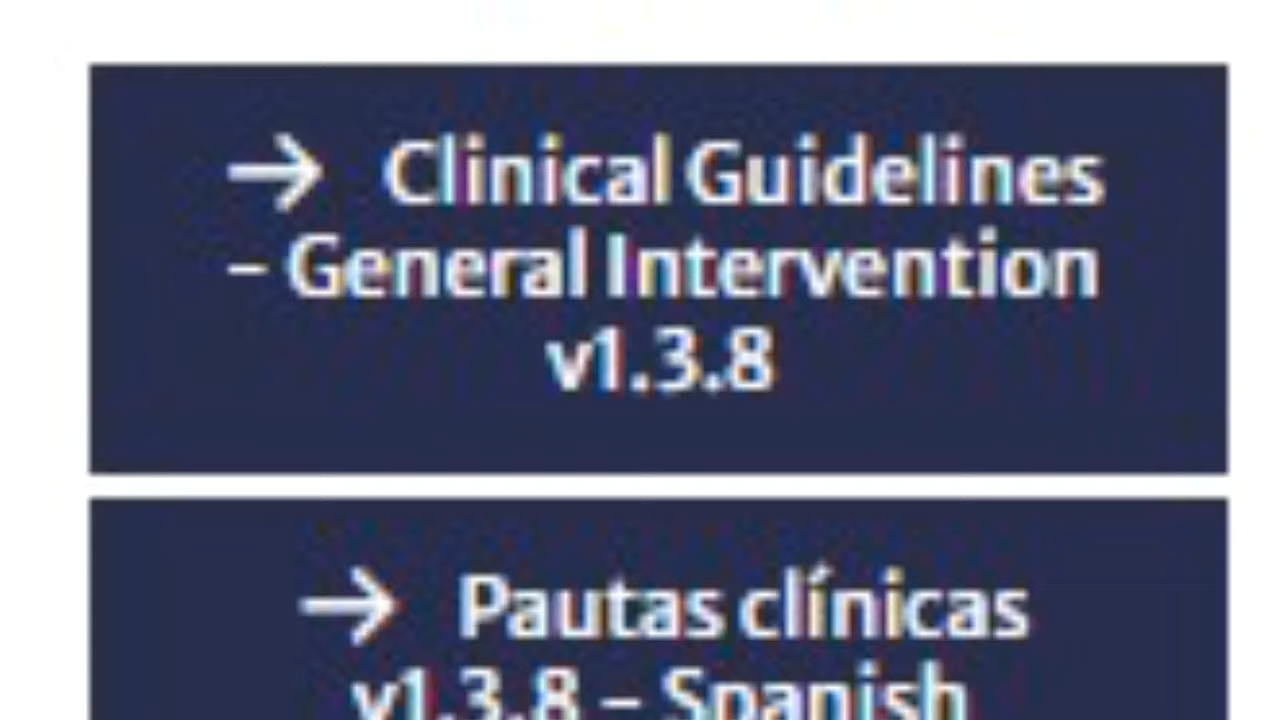 → Clinical Guidelines
– General Intervention
v1.3.8
→ Pautas clínicas
v1.3.8 – Spanish